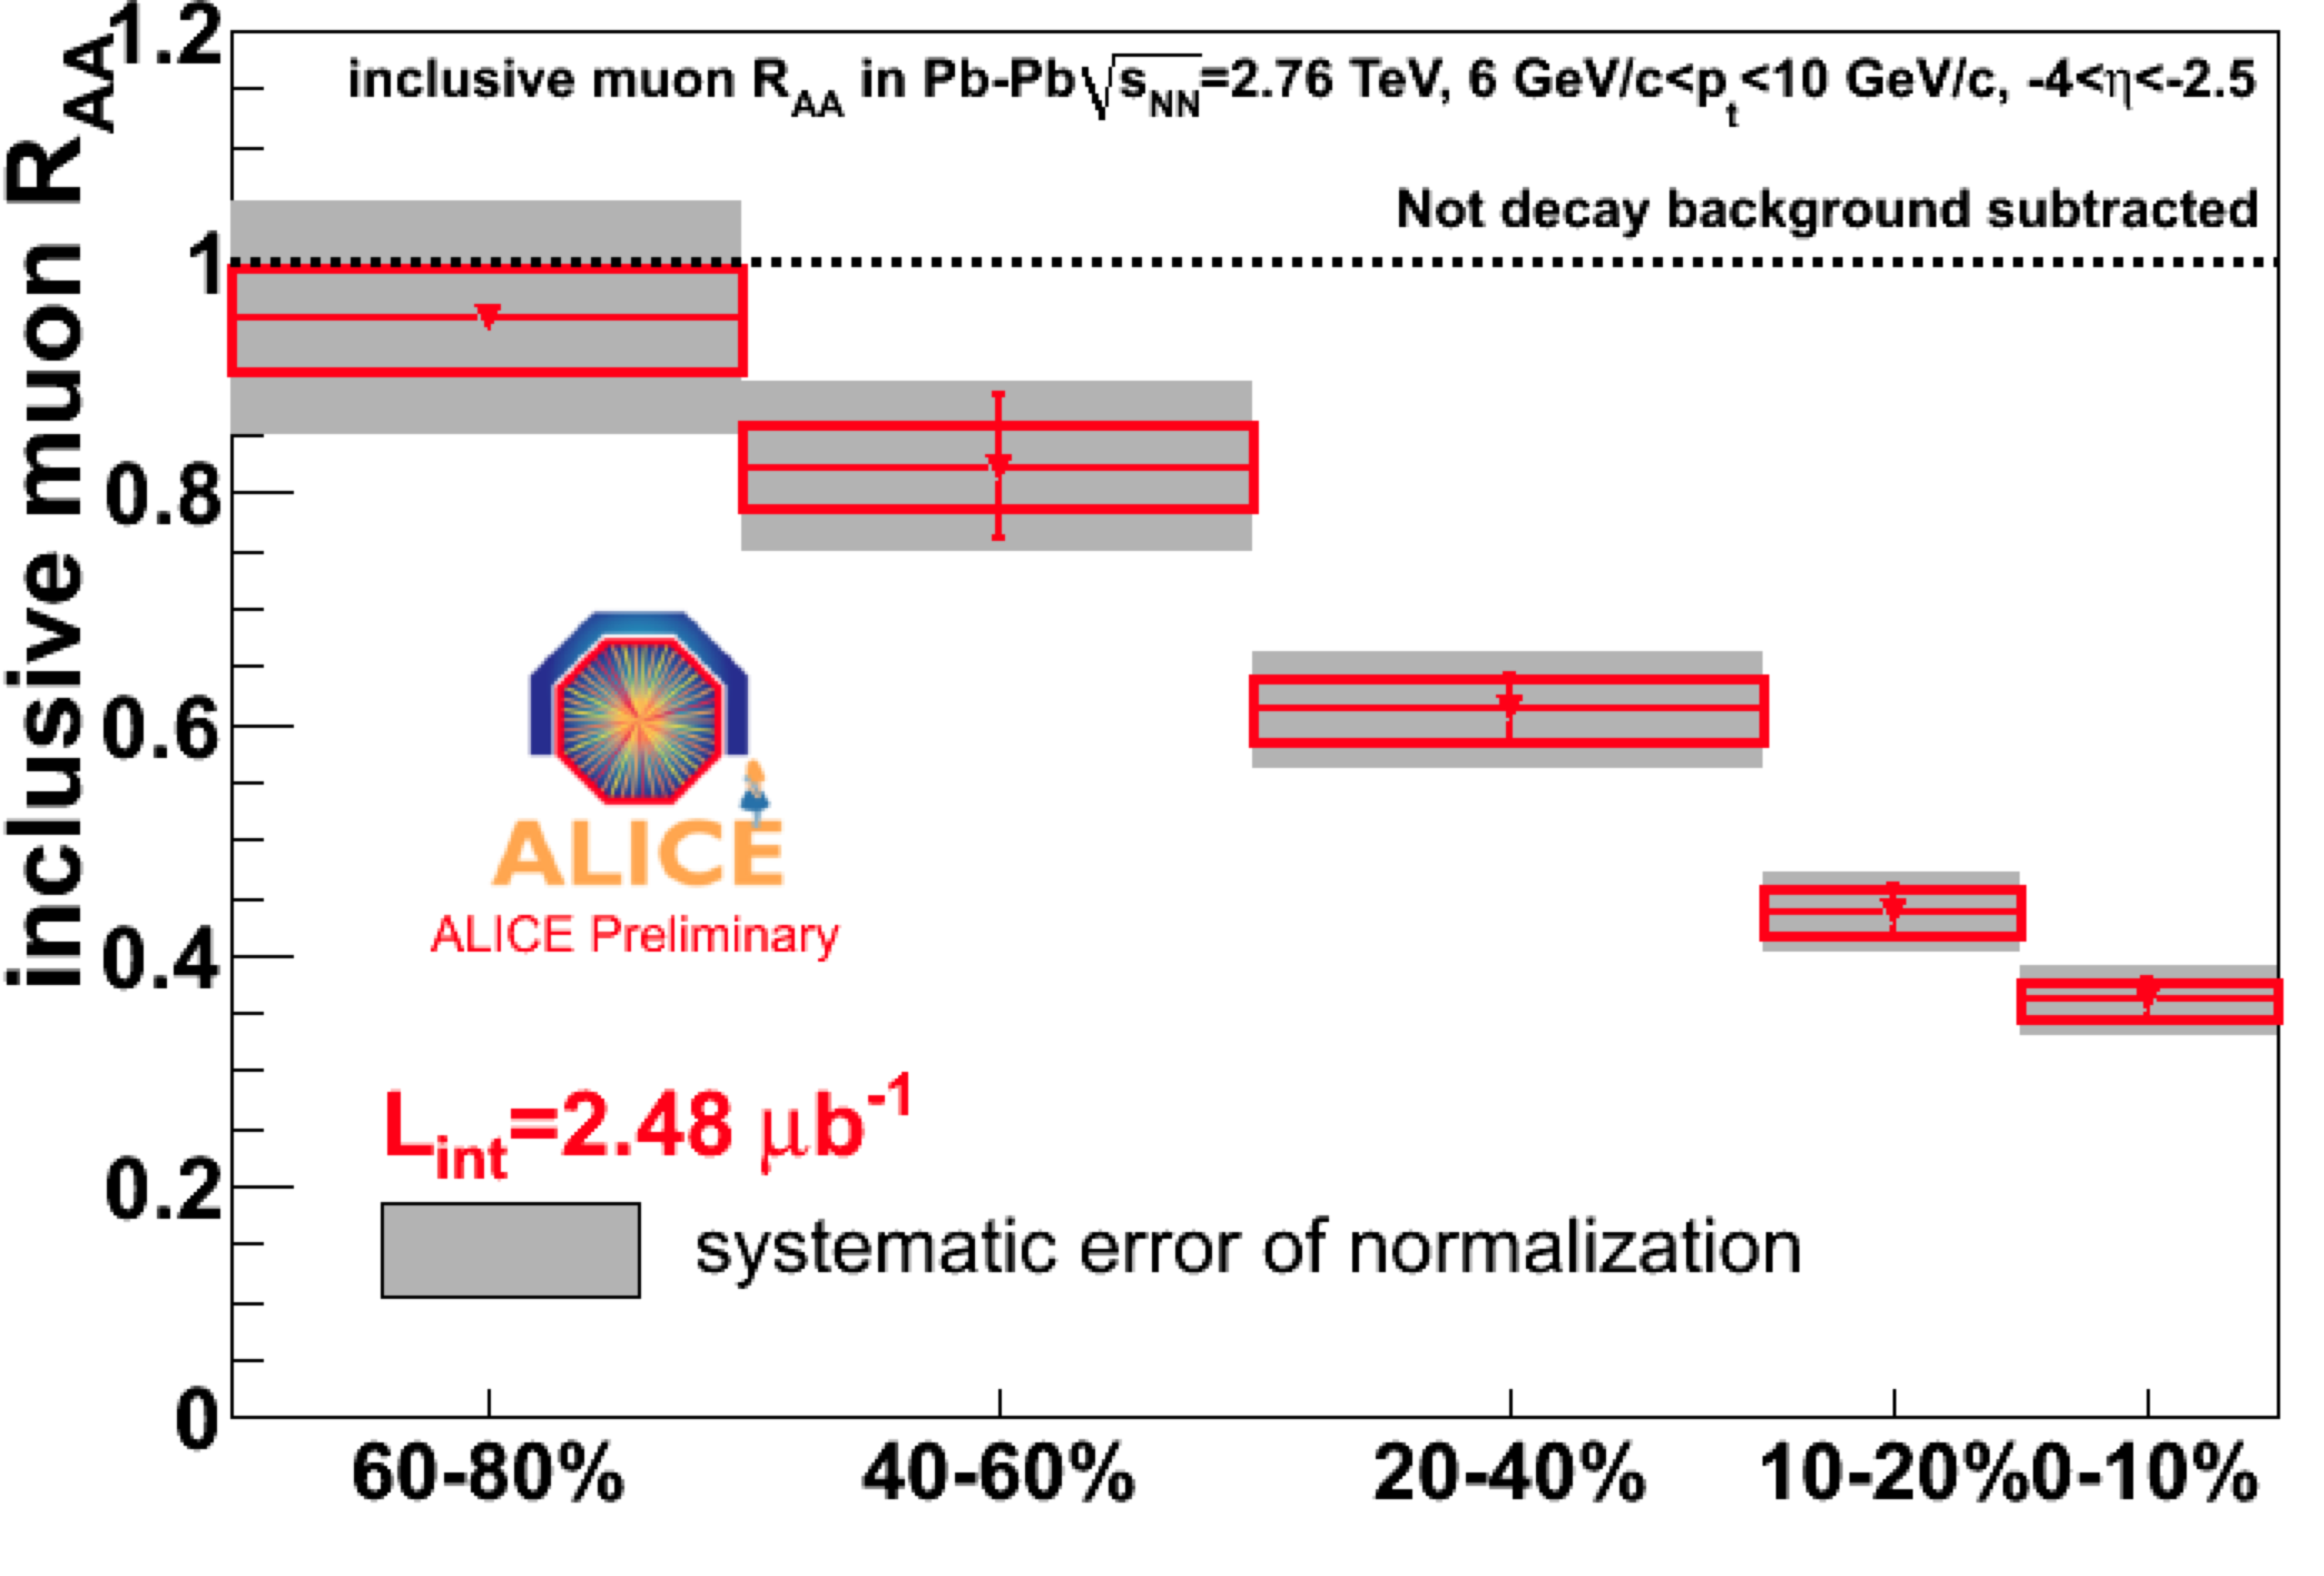 inclusive muon R_AA
1.2
1
0.8
0.6
0.4
0.2
0
inclusive muon R_AA in Pb-Pb √s_NN=2.76 TeV, 6 GeV/c<p_t<10 GeV/c, -4<η<-2.5
Not decay background subtracted
ALICE
ALICE Preliminary
L_int=2.48 μb⁻¹
systematic error of normalization
60-80% 40-60% 20-40% 10-20% 0-10%